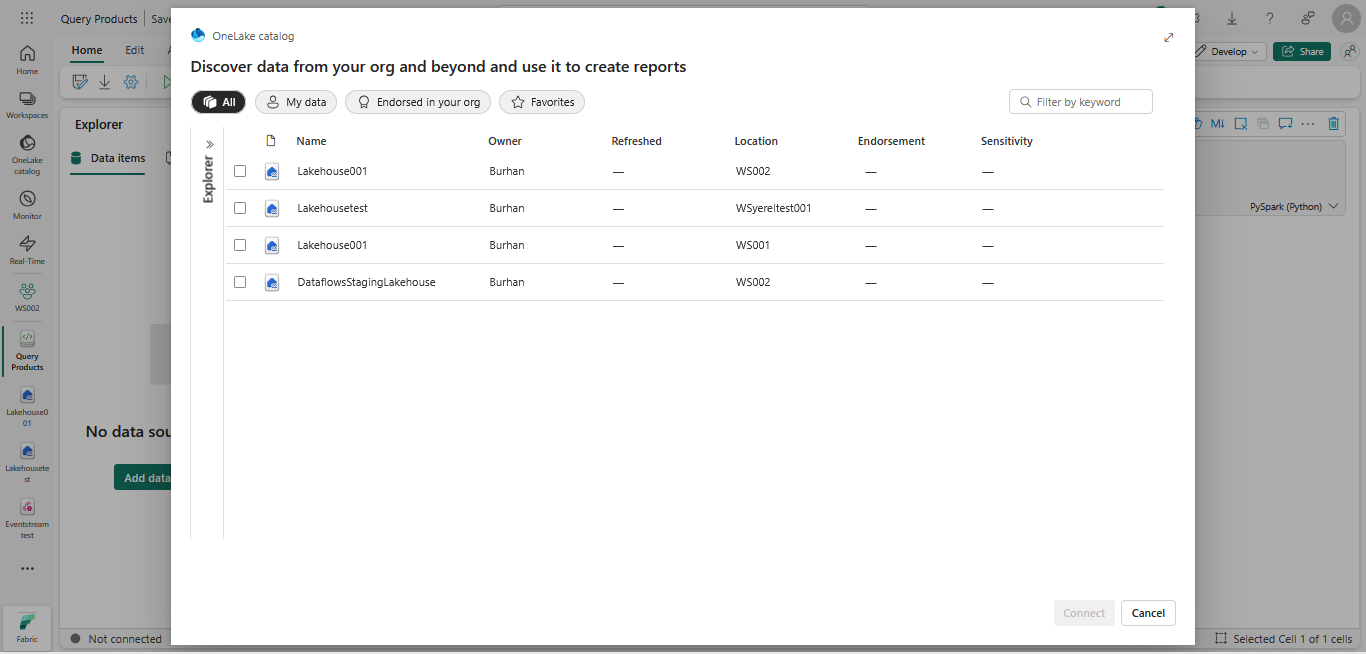 Query Products
Save
Home
Workspaces
OneLake
catalog
Monitor
Real-Time
WS002
Query
Products
Lakehouse0
01
Lakehousete
st
Eventstream
test
Fabric
Home
Edit
Explorer
Data items
No data sou
Add data
Not connected
OneLake catalog
Discover data from your org and beyond and use it to create reports
All
My data
Endorsed in your org
Favorites
Filter by keyword
Explorer
Name Owner Refreshed Location Endorsement Sensitivity
Lakehouse001 Burhan — WS002 — —
Lakehousetest Burhan — WSyereltest001 — —
Lakehouse001 Burhan — WS001 — —
DataflowsStagingLakehouse Burhan — WS002 — —
Connect
Cancel
Develop
Share
M↓
PySpark (Python)
Selected Cell 1 of 1 cells